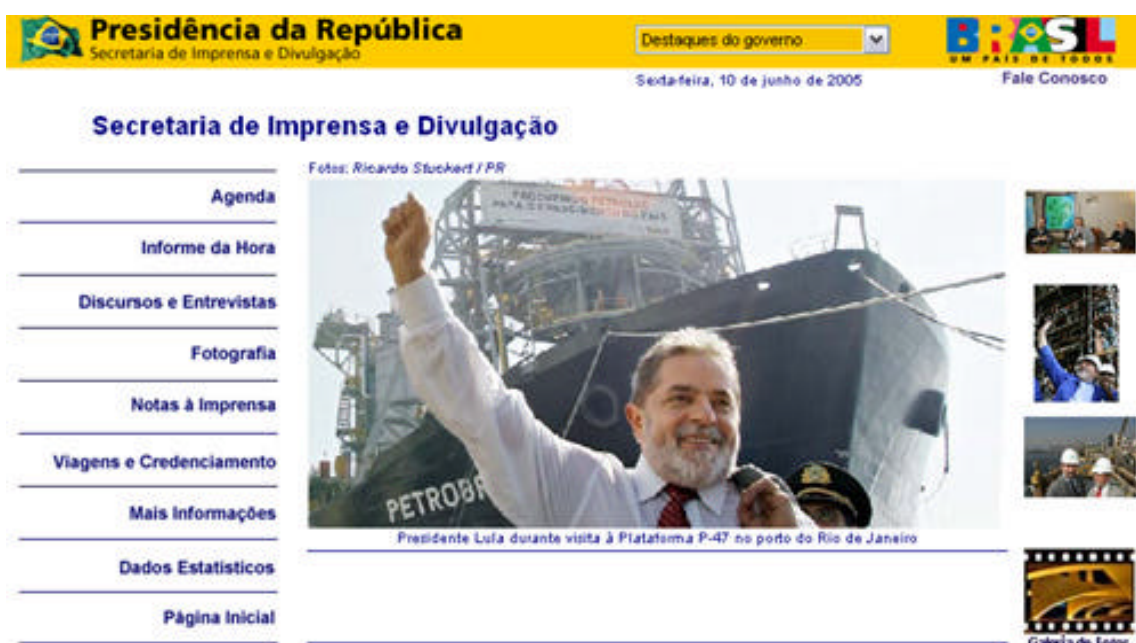 Presidência da República
Secretaria de Imprensa e Divulgação
Destaques do governo
BRASIL
UM PAÍS DE TODOS
Sexta-feira, 10 de junho de 2005
Fale Conosco
Secretaria de Imprensa e Divulgação
Fotos: Ricardo Stuckert / PR
Agenda
Informe da Hora
Discursos e Entrevistas
Fotografia
Notas à Imprensa
Viagens e Credenciamento
Mais Informações
Dados Estatísticos
Página Inicial
PETROBR
Presidente Lula durante visita à Plataforma P-47 no porto do Rio de Janeiro
Galeria de Fotos